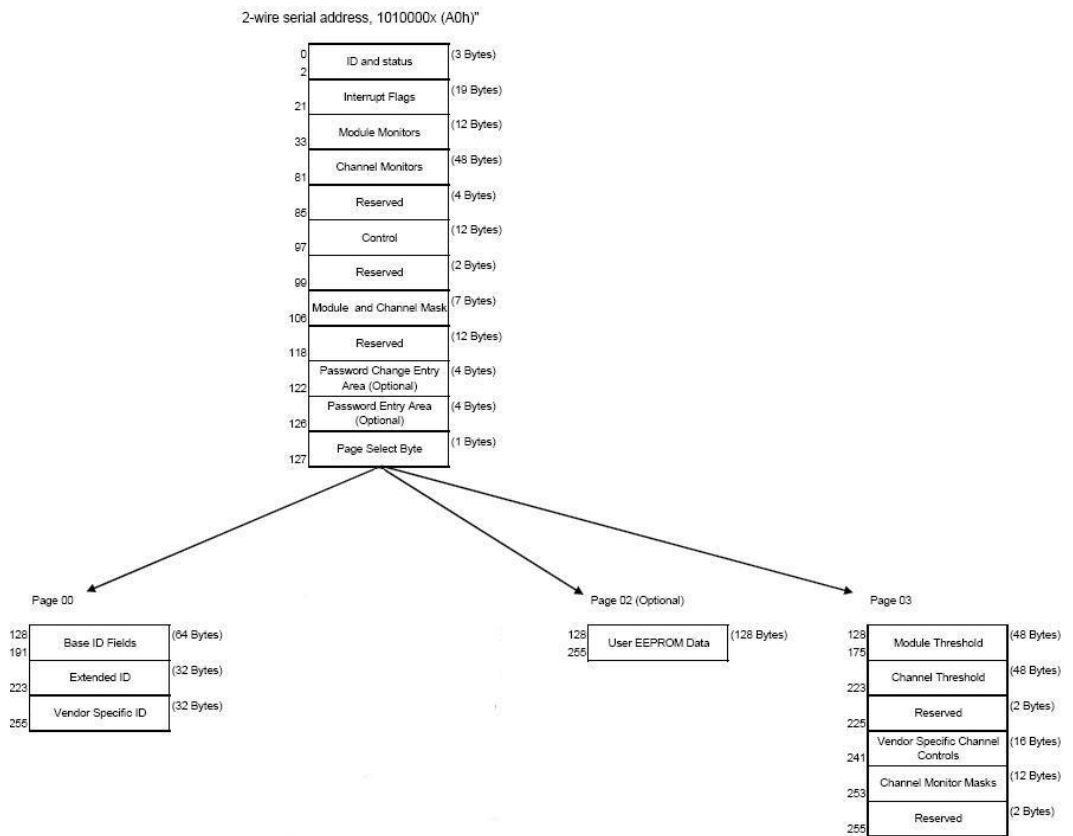 2-wire serial address, 1010000x (A0h)"
0
ID and status
(3 Bytes)
2
Interrupt Flags
(19 Bytes)
21
Module Monitors
(12 Bytes)
33
Channel Monitors
(48 Bytes)
81
Reserved
(4 Bytes)
85
Control
(12 Bytes)
97
Reserved
(2 Bytes)
99
Module and Channel Mask
(7 Bytes)
106
Reserved
(12 Bytes)
118
Password Change Entry
Area (Optional)
(4 Bytes)
122
Password Entry Area
(Optional)
(4 Bytes)
126
Page Select Byte
(1 Bytes)
127
Page 00
128
Base ID Fields
(64 Bytes)
191
Extended ID
(32 Bytes)
223
Vendor Specific ID
(32 Bytes)
255
Page 02 (Optional)
128
User EEPROM Data
(128 Bytes)
255
Page 03
128
Module Threshold
(48 Bytes)
175
Channel Threshold
(48 Bytes)
223
Reserved
(2 Bytes)
225
Vendor Specific Channel
Controls
(16 Bytes)
241
Channel Monitor Masks
(12 Bytes)
253
Reserved
(2 Bytes)
255